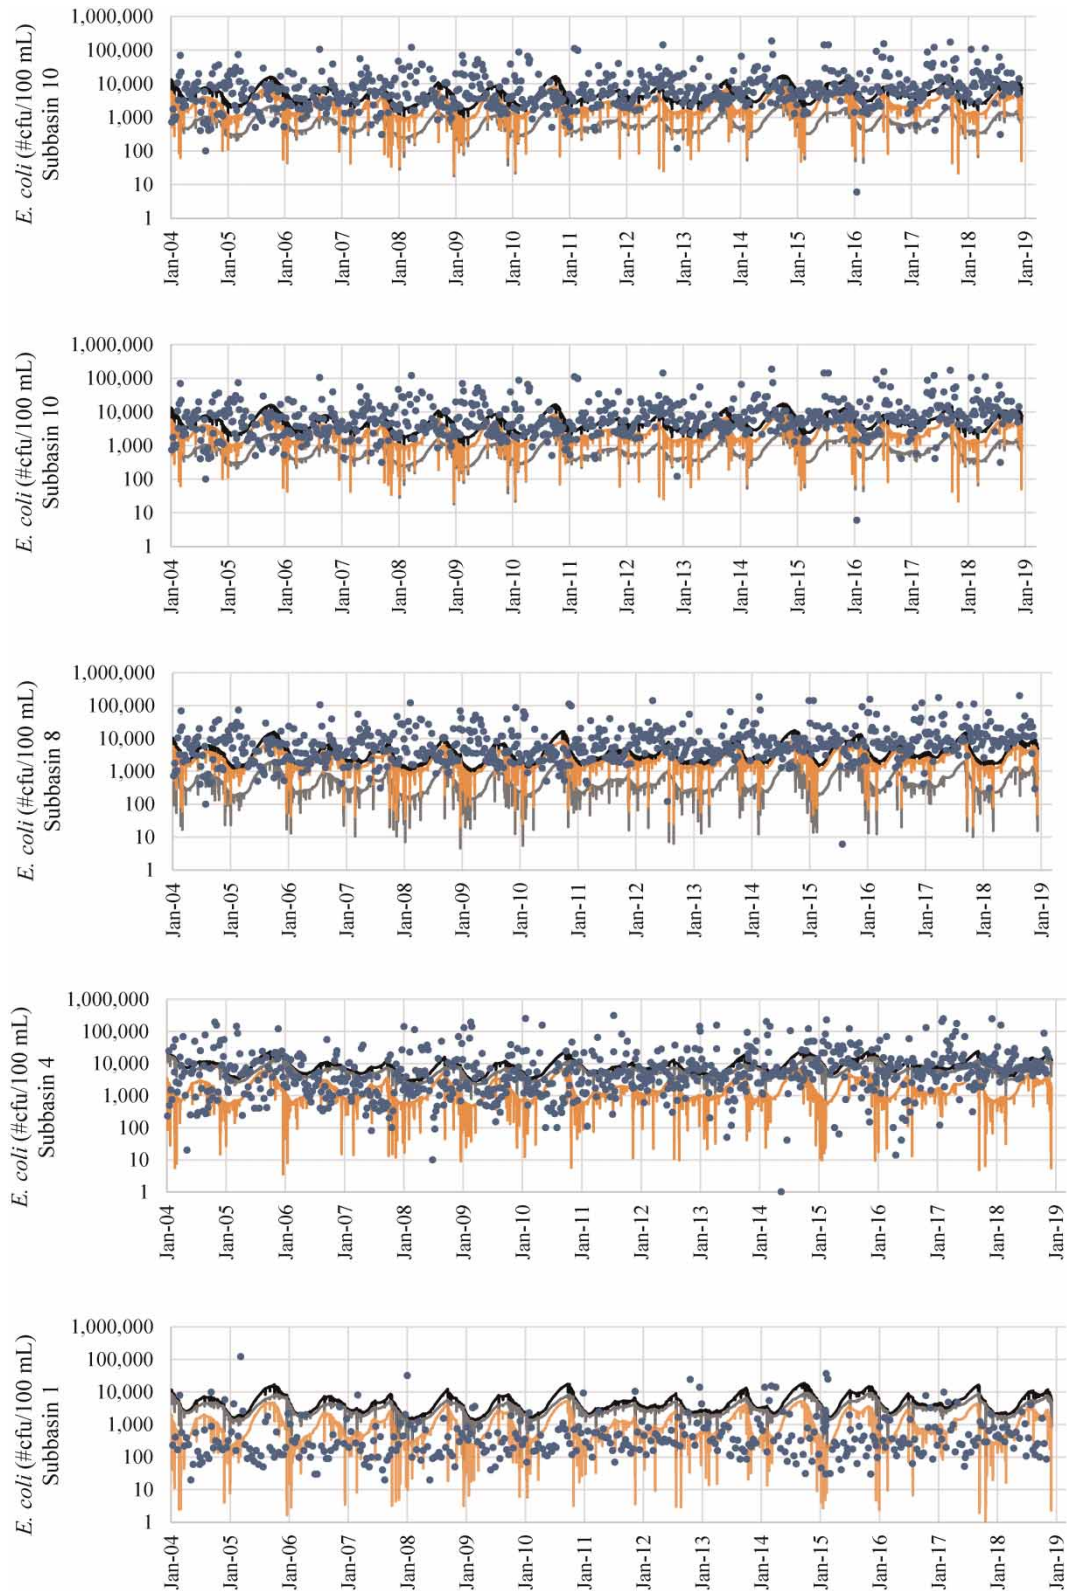 E. coli (#cfu/100 mL)
Subbasin 10
1,000,000
100,000
10,000
1,000
100
10
1
Jan-04
Jan-05
Jan-06
Jan-07
Jan-08
Jan-09
Jan-10
Jan-11
Jan-12
Jan-13
Jan-14
Jan-15
Jan-16
Jan-17
Jan-18
Jan-19
E. coli (#cfu/100 mL)
Subbasin 10
1,000,000
100,000
10,000
1,000
100
10
1
Jan-04
Jan-05
Jan-06
Jan-07
Jan-08
Jan-09
Jan-10
Jan-11
Jan-12
Jan-13
Jan-14
Jan-15
Jan-16
Jan-17
Jan-18
Jan-19
E. coli (#cfu/100 mL)
Subbasin 8
1,000,000
100,000
10,000
1,000
100
10
1
Jan-04
Jan-05
Jan-06
Jan-07
Jan-08
Jan-09
Jan-10
Jan-11
Jan-12
Jan-13
Jan-14
Jan-15
Jan-16
Jan-17
Jan-18
Jan-19
E. coli (#cfu/100 mL)
Subbasin 4
1,000,000
100,000
10,000
1,000
100
10
1
Jan-04
Jan-05
Jan-06
Jan-07
Jan-08
Jan-09
Jan-10
Jan-11
Jan-12
Jan-13
Jan-14
Jan-15
Jan-16
Jan-17
Jan-18
Jan-19
E. coli (#cfu/100 mL)
Subbasin 1
1,000,000
100,000
10,000
1,000
100
10
1
Jan-04
Jan-05
Jan-06
Jan-07
Jan-08
Jan-09
Jan-10
Jan-11
Jan-12
Jan-13
Jan-14
Jan-15
Jan-16
Jan-17
Jan-18
Jan-19